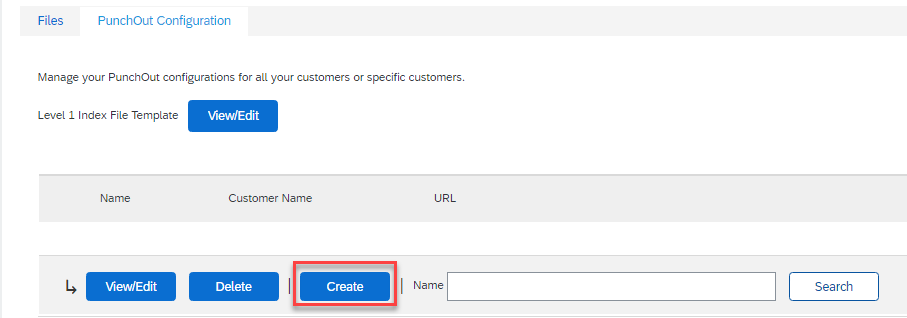 Files PunchOut Configuration
Manage your PunchOut configurations for all your customers or specific customers.
Level 1 Index File Template View/Edit
Name Customer Name URL
View/Edit Delete | Create | Name Search